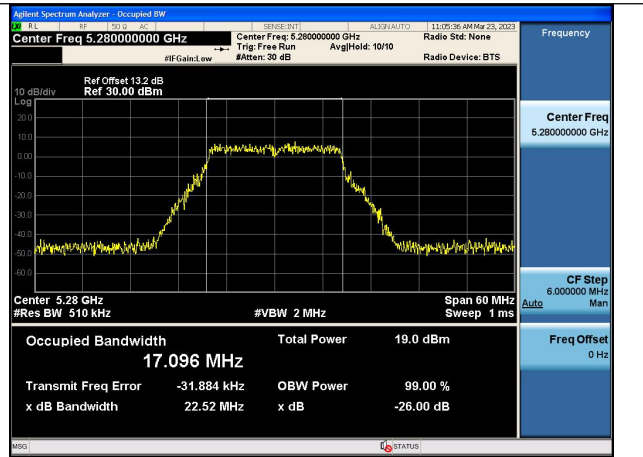 Agilent Spectrum Analyzer - Occupied BW
RL RF 50 Ω AC SENSE:INT ALIGN AUTO 11:05:36 AM Mar 23, 2023
Center Freq 5.280000000 GHz Center Freq: 5.280000000 GHz Radio Std: None Frequency
Trig: Free Run Avg|Hold: 10/10
#IFGain:Low #Atten: 30 dB Radio Device: BTS
Ref Offset 13.2 dB
10 dB/div Ref 30.00 dBm
Log
20.0
10.0
0.00
-10.0
-20.0
-30.0
-40.0
-50.0
-60.0
Center Freq
5.280000000 GHz
Center 5.28 GHz Span 60 MHz
#Res BW 510 kHz #VBW 2 MHz Sweep 1 ms
CF Step
6.000000 MHz
Auto Man
Occupied Bandwidth Total Power 19.0 dBm
17.096 MHz
Transmit Freq Error -31.884 kHz OBW Power 99.00 %
x dB Bandwidth 22.52 MHz x dB -26.00 dB
Freq Offset
0 Hz
MSG STATUS